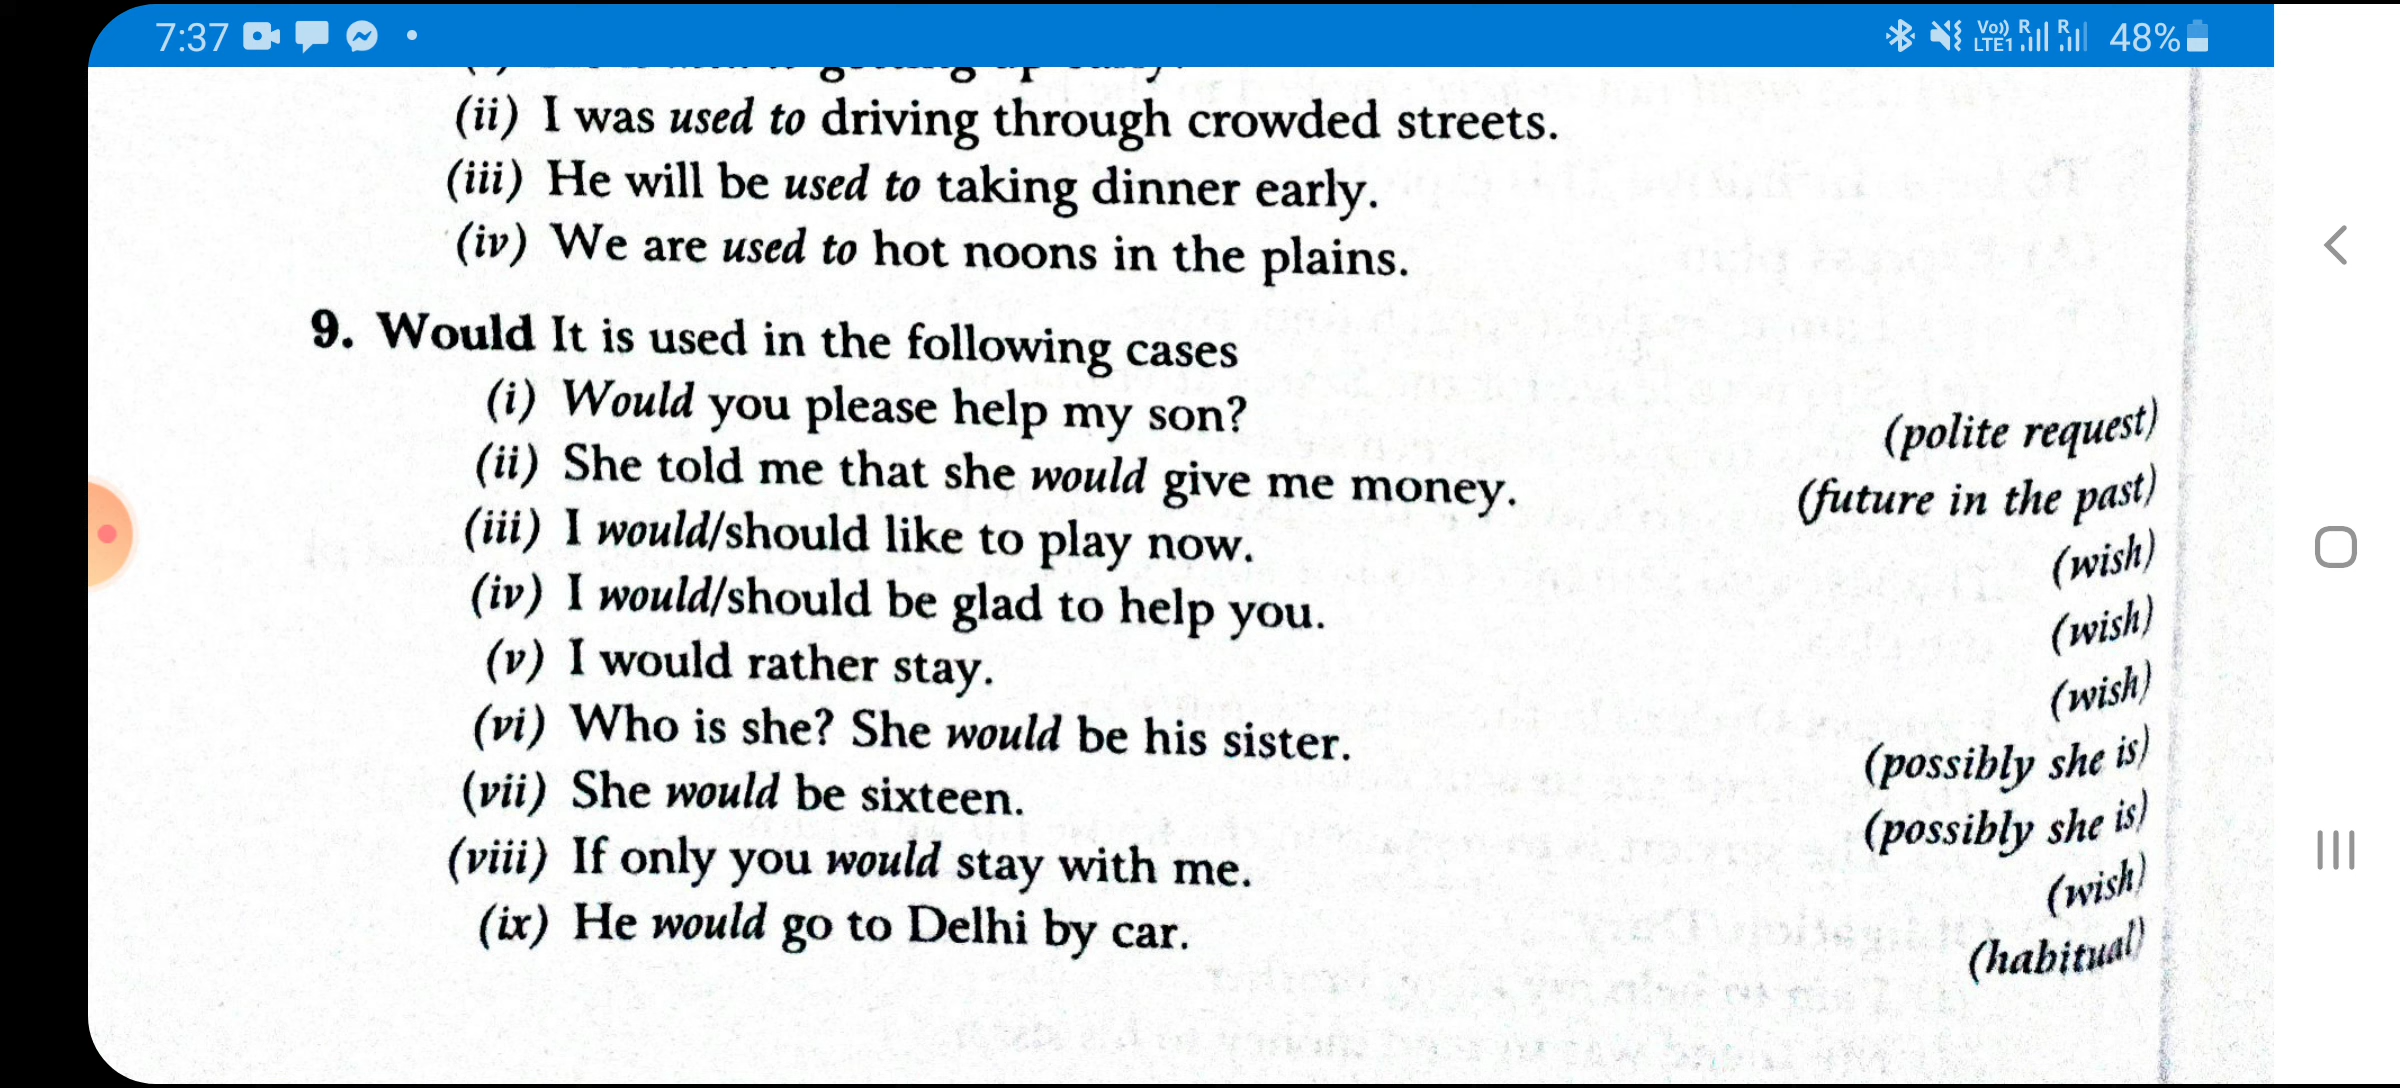 7:37
Vo)) R R
LTE1 48%
(ii) I was used to driving through crowded streets.
(iii) He will be used to taking dinner early.
(iv) We are used to hot noons in the plains.
9. Would It is used in the following cases
(i) Would you please help my son? (polite request)
(ii) She told me that she would give me money. (future in the past)
(iii) I would/should like to play now. (wish)
(iv) I would/should be glad to help you. (wish)
(v) I would rather stay. (wish)
(vi) Who is she? She would be his sister. (possibly she is)
(vii) She would be sixteen. (possibly she is)
(viii) If only you would stay with me. (wish)
(ix) He would go to Delhi by car. (habitual)